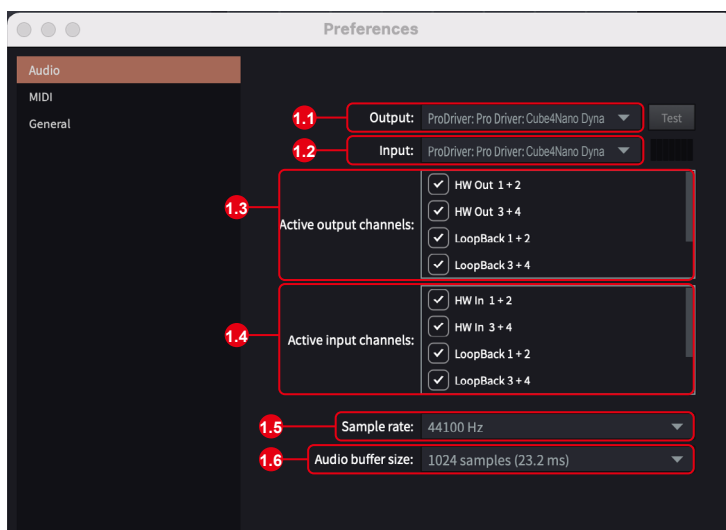 Preferences
Audio
MIDI
General
1.1 Output: ProDriver: Pro Driver: Cube4Nano Dyna Test
1.2 Input: ProDriver: Pro Driver: Cube4Nano Dyna
1.3 Active output channels:
HW Out 1 + 2
HW Out 3 + 4
LoopBack 1 + 2
LoopBack 3 + 4
1.4 Active input channels:
HW In 1 + 2
HW In 3 + 4
LoopBack 1 + 2
LoopBack 3 + 4
1.5 Sample rate: 44100 Hz
1.6 Audio buffer size: 1024 samples (23.2 ms)